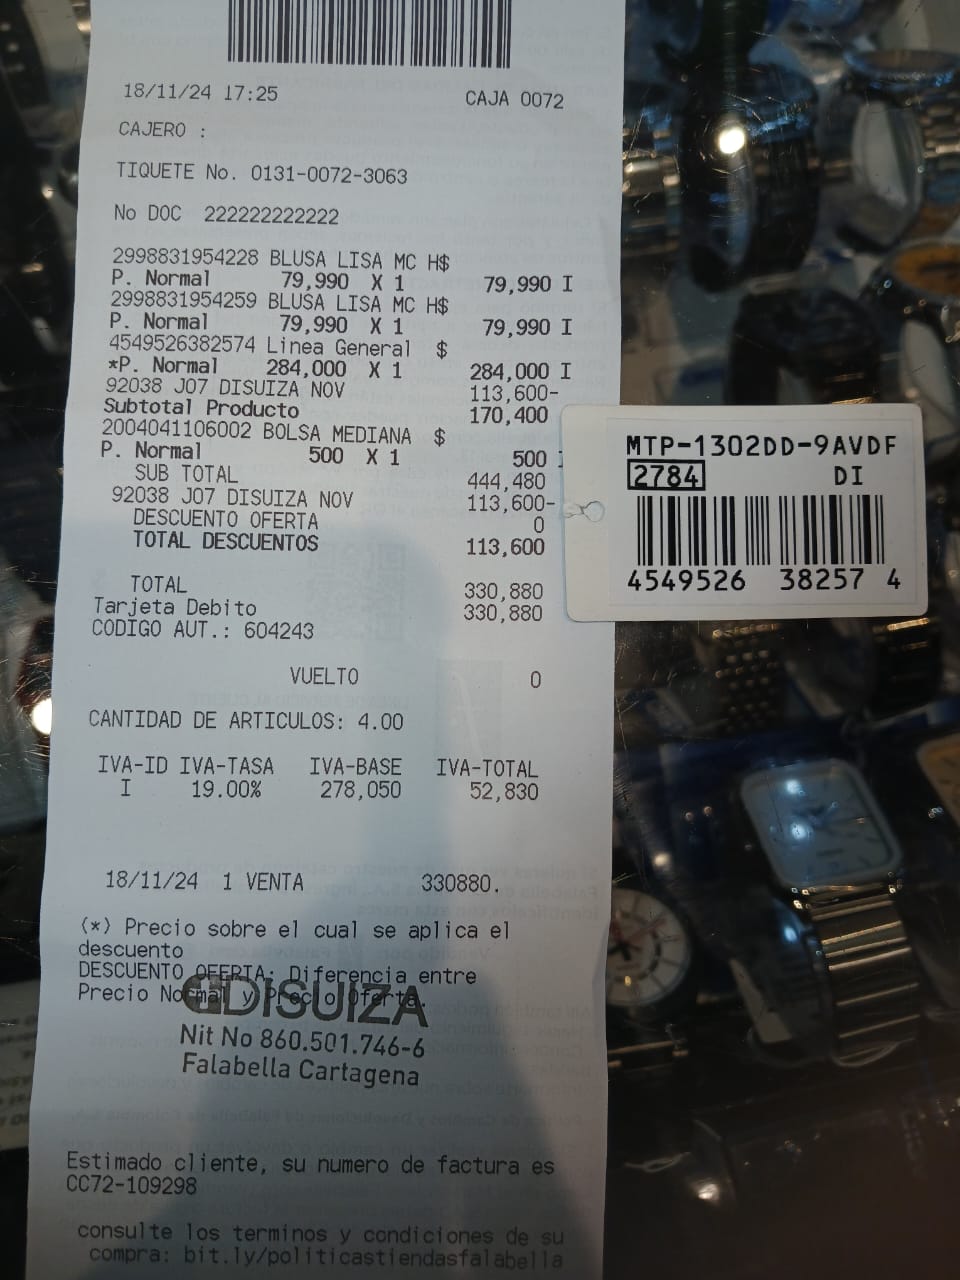 18/11/24 17:25 CAJA 0072
CAJERO :
TIQUETE No. 0131-0072-3063
No DOC 222222222222
2998831954228 BLUSA LISA MC H$
P. Normal 79,990 X 1 79,990 I
2998831954259 BLUSA LISA MC H$
P. Normal 79,990 X 1 79,990 I
4549526382574 Linea General $
*P. Normal 284,000 X 1 284,000 I
92038 J07 DISUIZA NOV 113,600-
Subtotal Producto 170,400
2004041106002 BOLSA MEDIANA $
P. Normal 500 X 1 500 I
SUB TOTAL 444,480
92038 J07 DISUIZA NOV 113,600-
DESCUENTO OFERTA 0
TOTAL DESCUENTOS 113,600
TOTAL 330,880
Tarjeta Debito 330,880
CODIGO AUT.: 604243
VUELTO 0
CANTIDAD DE ARTICULOS: 4.00
IVA-ID IVA-TASA IVA-BASE IVA-TOTAL
I 19.00% 278,050 52,830
18/11/24 1 VENTA 330880.
(*) Precio sobre el cual se aplica el
descuento
DESCUENTO OFERTA: Diferencia entre
Precio Normal y Precio Oferta.
DISUIZA
Nit No 860.501.746-6
Falabella Cartagena
Estimado cliente, su numero de factura es
CC72-109298
consulte los terminos y condiciones de su
compra: bit.ly/politicastiendasfalabella
MTP-1302DD-9AVDF
2784 DI
4549526 38257 4